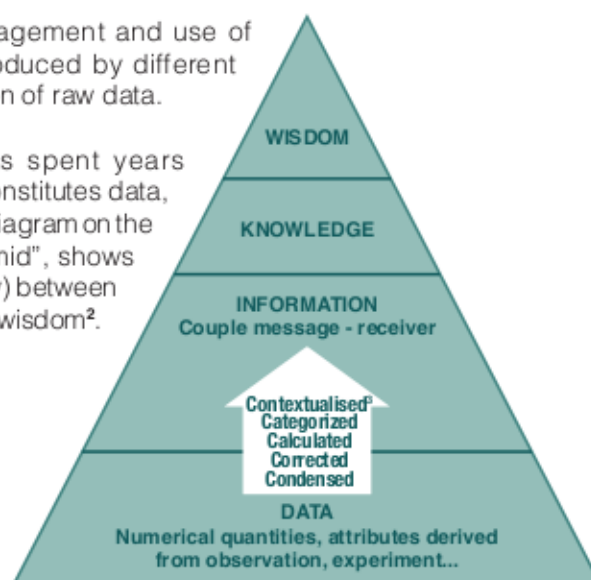 agement and use of
oduced by different
n of raw data.
s spent years
onstitutes data,
iagram on the
mid”, shows
) between
wisdom².
WISDOM
KNOWLEDGE
INFORMATION
Couple message - receiver
Contextualised³
Categorized
Calculated
Corrected
Condensed
DATA
Numerical quantities, attributes derived
from observation, experiment...